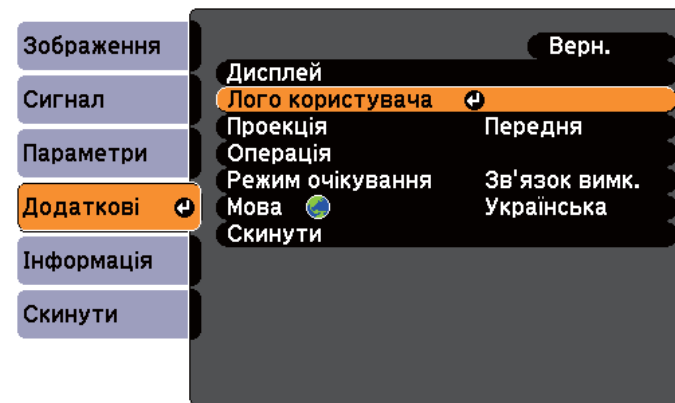 Зображення
Сигнал
Параметри
Додаткові
Інформація
Скинути
Верн.
Дисплей
Лого користувача
Проекція Передня
Операція
Режим очікування Зв'язок вимк.
Мова Українська
Скинути